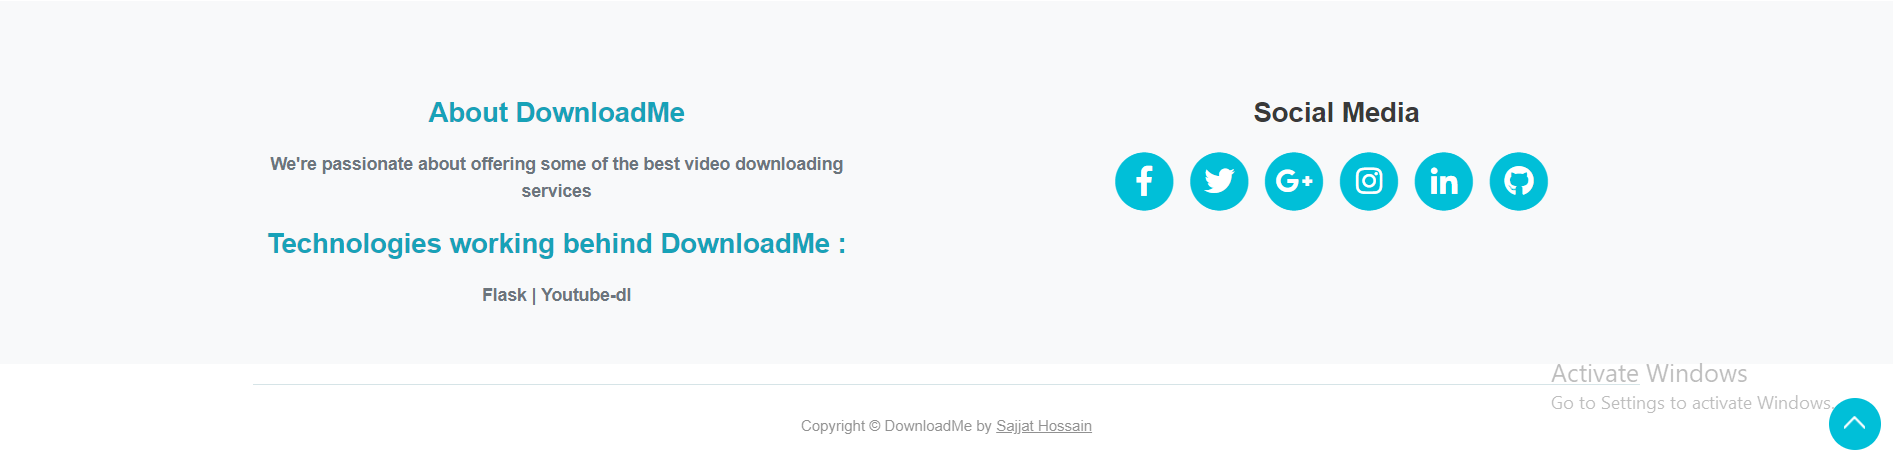 About DownloadMe
We're passionate about offering some of the best video downloading
services
Technologies working behind DownloadMe :
Flask | Youtube-dl
Social Media
Activate Windows
Go to Settings to activate Windows.
Copyright © DownloadMe by Sajjat Hossain